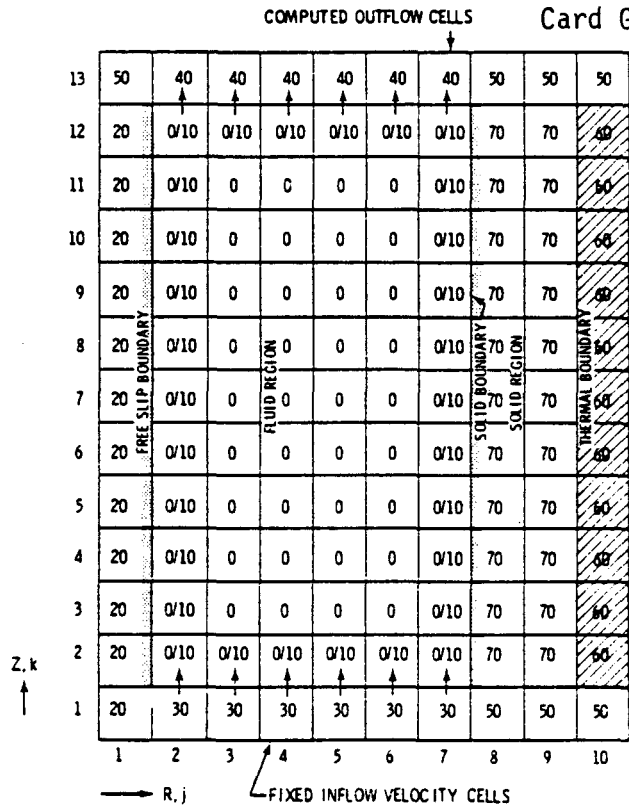 COMPUTED OUTFLOW CELLS Card G
13 50 40 40 40 40 40 40 50 50 50
12 20 0/10 0/10 0/10 0/10 0/10 0/10 70 70 60
11 20 0/10 0 0 0 0 0/10 70 70 60
10 20 0/10 0 0 0 0 0/10 70 70 60
9 20 0/10 0 0 0 0 0/10 70 70 60
8 20 0/10 0 0 0 0 0/10 70 70 60
7 20 0/10 0 0 0 0 0/10 70 70 60
6 20 0/10 0 0 0 0 0/10 70 70 60
5 20 0/10 0 0 0 0 0/10 70 70 60
4 20 0/10 0 0 0 0 0/10 70 70 60
3 20 0/10 0 0 0 0 0/10 70 70 60
2 20 0/10 0/10 0/10 0/10 0/10 0/10 70 70 60
1 20 30 30 30 30 30 30 50 50 50
1 2 3 4 5 6 7 8 9 10
FREE SLIP BOUNDARY
FLUID REGION
SOLID BOUNDARY
SOLID REGION
THERMAL BOUNDARY
Z, k
R, j
FIXED INFLOW VELOCITY CELLS